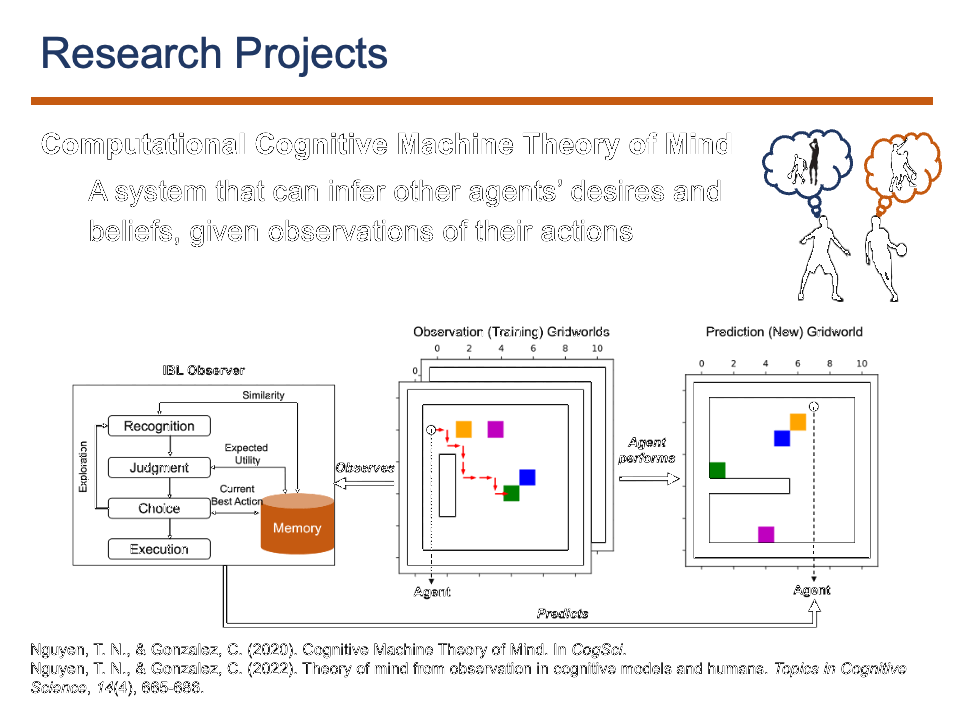 Research Projects
Computational Cognitive Machine Theory of Mind
A system that can infer other agents' desires and
beliefs, given observations of their actions
Observation (Training) Gridworlds
0 2 4 6 8 10
0
Prediction (New) Gridworld
0 2 4 6 8 10
IBL Observer
Similarity
Recognition
Exploration
Judgment
Expected
Utility
Choice
Current
Best Action
Execution
Memory
Observes
Agent
performs
Agent
Agent
Predicts
Nguyen, T. N., & Gonzalez, C. (2020). Cognitive Machine Theory of Mind. In CogSci.
Nguyen, T. N., & Gonzalez, C. (2022). Theory of mind from observation in cognitive models and humans. Topics in Cognitive
Science, 14(4), 665-686.